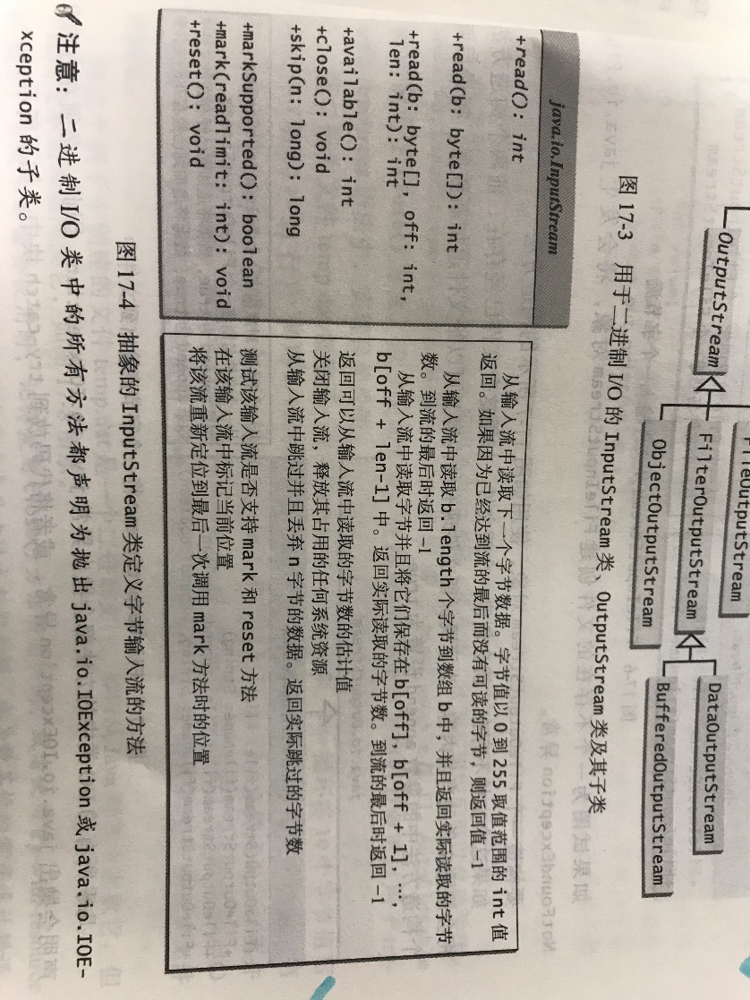 OutputStream
FileOutputStream
FilterOutputStream
ObjectOutputStream
DataOutputStream
BufferedOutputStream
图 17-3 用于二进制 I/O 的 InputStream 类、OutputStream 类及其子类
java.io.InputStream
+read(): int
从输入流中读取下一个字节数据。字节值以 0 到 255 取值范围的 int 值
返回。如果因为已经达到流的最后而没有可读的字节，则返回值 -1
+read(b: byte[]): int
从输入流中读取 b.length 个字节到数组 b 中，并且返回实际读取的字节
数。到流的最后时返回 -1
+read(b: byte[], off: int,
len: int): int
从输入流中读取字节并且将它们保存在 b[off], b[off + 1], …,
b[off + len-1] 中。返回实际读取的字节数。到流的最后时返回 -1
+available(): int
返回可以从输入流中读取的字节数的估计值
+close(): void
关闭输入流，释放其占用的任何系统资源
+skip(n: long): long
从输入流中跳过并且丢弃 n 字节的数据。返回实际跳过的字节数
+markSupported(): boolean
测试该输入流是否支持 mark 和 reset 方法
+mark(readlimit: int): void
在该输入流中标记当前位置
+reset(): void
将该流重新定位到最后一次调用 mark 方法时的位置
图 17-4 抽象的 InputStream 类定义字节输入流的方法
注意：二进制 I/O 类中的所有方法都声明为抛出 java.io.IOException 或 java.io.IOE-
xception 的子类。